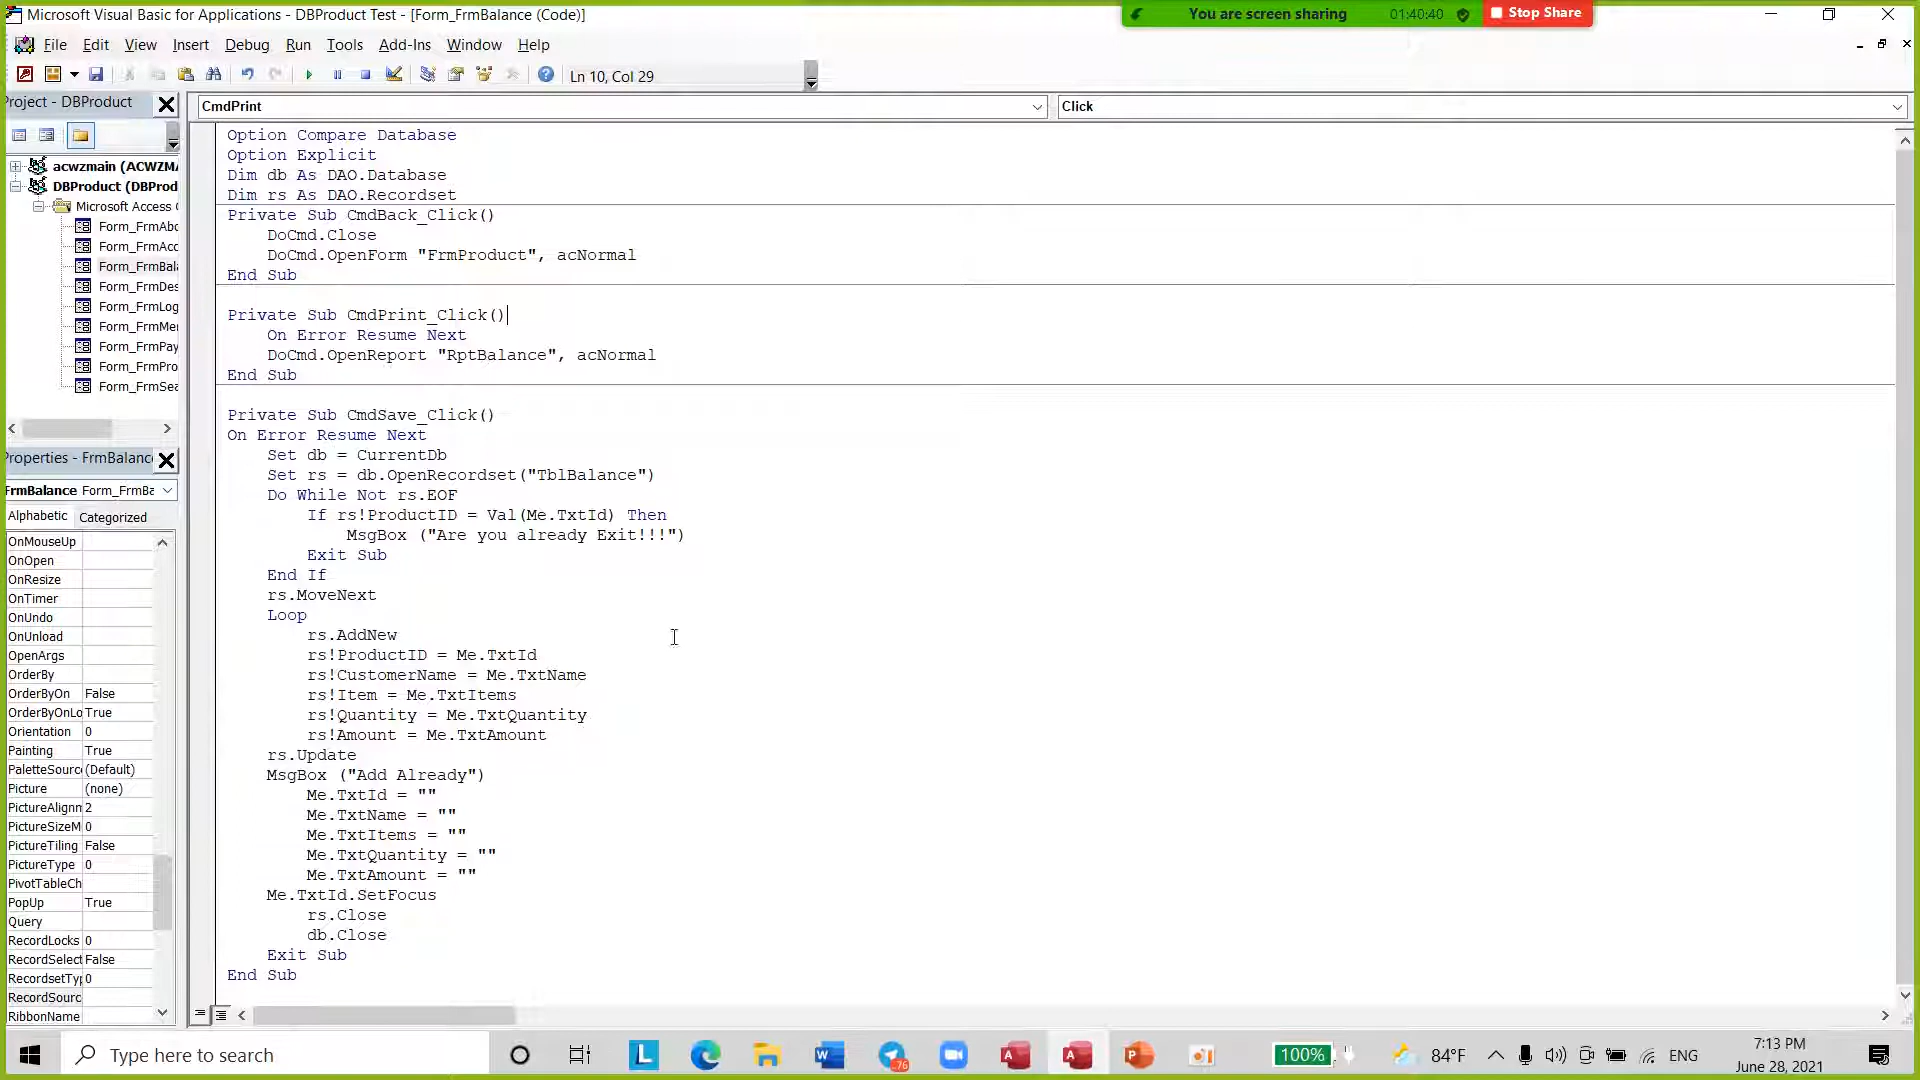 Microsoft Visual Basic for Applications - DBProduct Test - [Form_FrmBalance (Code)]
You are screen sharing
01:40:40
Stop Share
File Edit View Insert Debug Run Tools Add-Ins Window Help
Ln 10, Col 29
Project - DBProduct
CmdPrint
Click
acwzmain (ACWZMA
DBProduct (DBProd
Microsoft Access C
Form_FrmAbo
Form_FrmAcc
Form_FrmBala
Form_FrmDes
Form_FrmLog
Form_FrmMer
Form_FrmPay
Form_FrmPro
Form_FrmSea
Properties - FrmBalance
FrmBalance Form_FrmBa
Alphabetic Categorized
OnMouseUp
OnOpen
OnResize
OnTimer
OnUndo
OnUnload
OpenArgs
OrderBy
OrderByOn False
OrderByOnLo True
Orientation 0
Painting True
PaletteSourc (Default)
Picture (none)
PictureAlignm 2
PictureSizeM 0
PictureTiling False
PictureType 0
PivotTableCh
PopUp True
Query
RecordLocks 0
RecordSelect False
RecordsetTyp 0
RecordSourc
RibbonName
Option Compare Database
Option Explicit
Dim db As DAO.Database
Dim rs As DAO.Recordset
Private Sub CmdBack_Click()
DoCmd.Close
DoCmd.OpenForm "FrmProduct", acNormal
End Sub
Private Sub CmdPrint_Click()
On Error Resume Next
DoCmd.OpenReport "RptBalance", acNormal
End Sub
Private Sub CmdSave_Click()
On Error Resume Next
Set db = CurrentDb
Set rs = db.OpenRecordset("TblBalance")
Do While Not rs.EOF
If rs!ProductID = Val(Me.TxtId) Then
MsgBox ("Are you already Exit!!!")
Exit Sub
End If
rs.MoveNext
Loop
rs.AddNew
rs!ProductID = Me.TxtId
rs!CustomerName = Me.TxtName
rs!Item = Me.TxtItems
rs!Quantity = Me.TxtQuantity
rs!Amount = Me.TxtAmount
rs.Update
MsgBox ("Add Already")
Me.TxtId = ""
Me.TxtName = ""
Me.TxtItems = ""
Me.TxtQuantity = ""
Me.TxtAmount = ""
Me.TxtId.SetFocus
rs.Close
db.Close
Exit Sub
End Sub
Type here to search
100%
84°F
ENG
7:13 PM
June 28, 2021